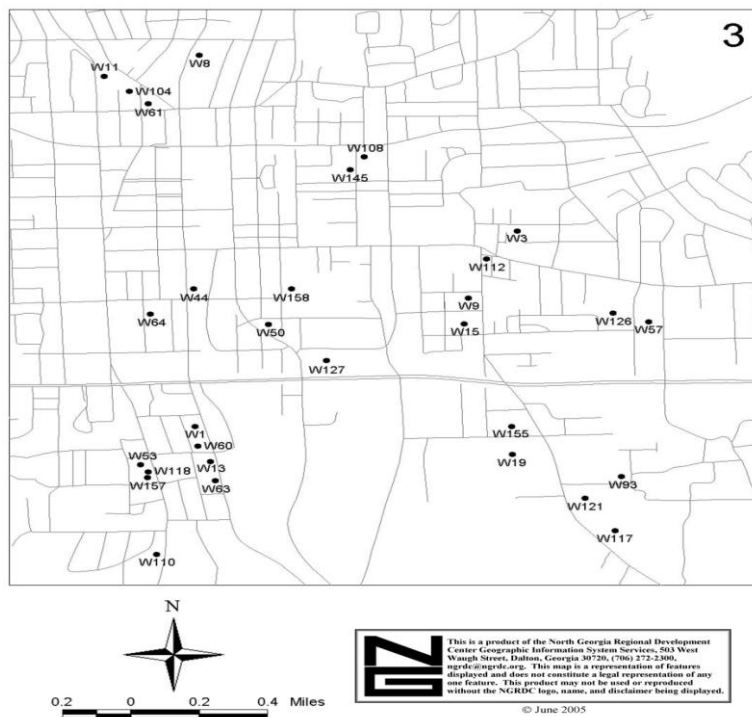 3
W8
W11
W104
W61
W108
W145
W3
W112
W44
W158
W9
W64
W50
W15
W126
W57
W127
W1
W155
W60
W53
W118
W13
W19
W157
W63
W93
W121
W117
W110
N
0.2 0 0.2 0.4 Miles
This is a product of the North Georgia Regional Development
Center Geographic Information System Services, 503 West
Waugh Street, Dalton, Georgia 30720, (706) 272-2300,
ngrdc@ngrdc.org. This map is a representation of features
displayed and does not constitute a legal representation of any
one feature. This product may not be used or reproduced
without the NGRDC logo, name, and disclaimer being displayed.
© June 2005